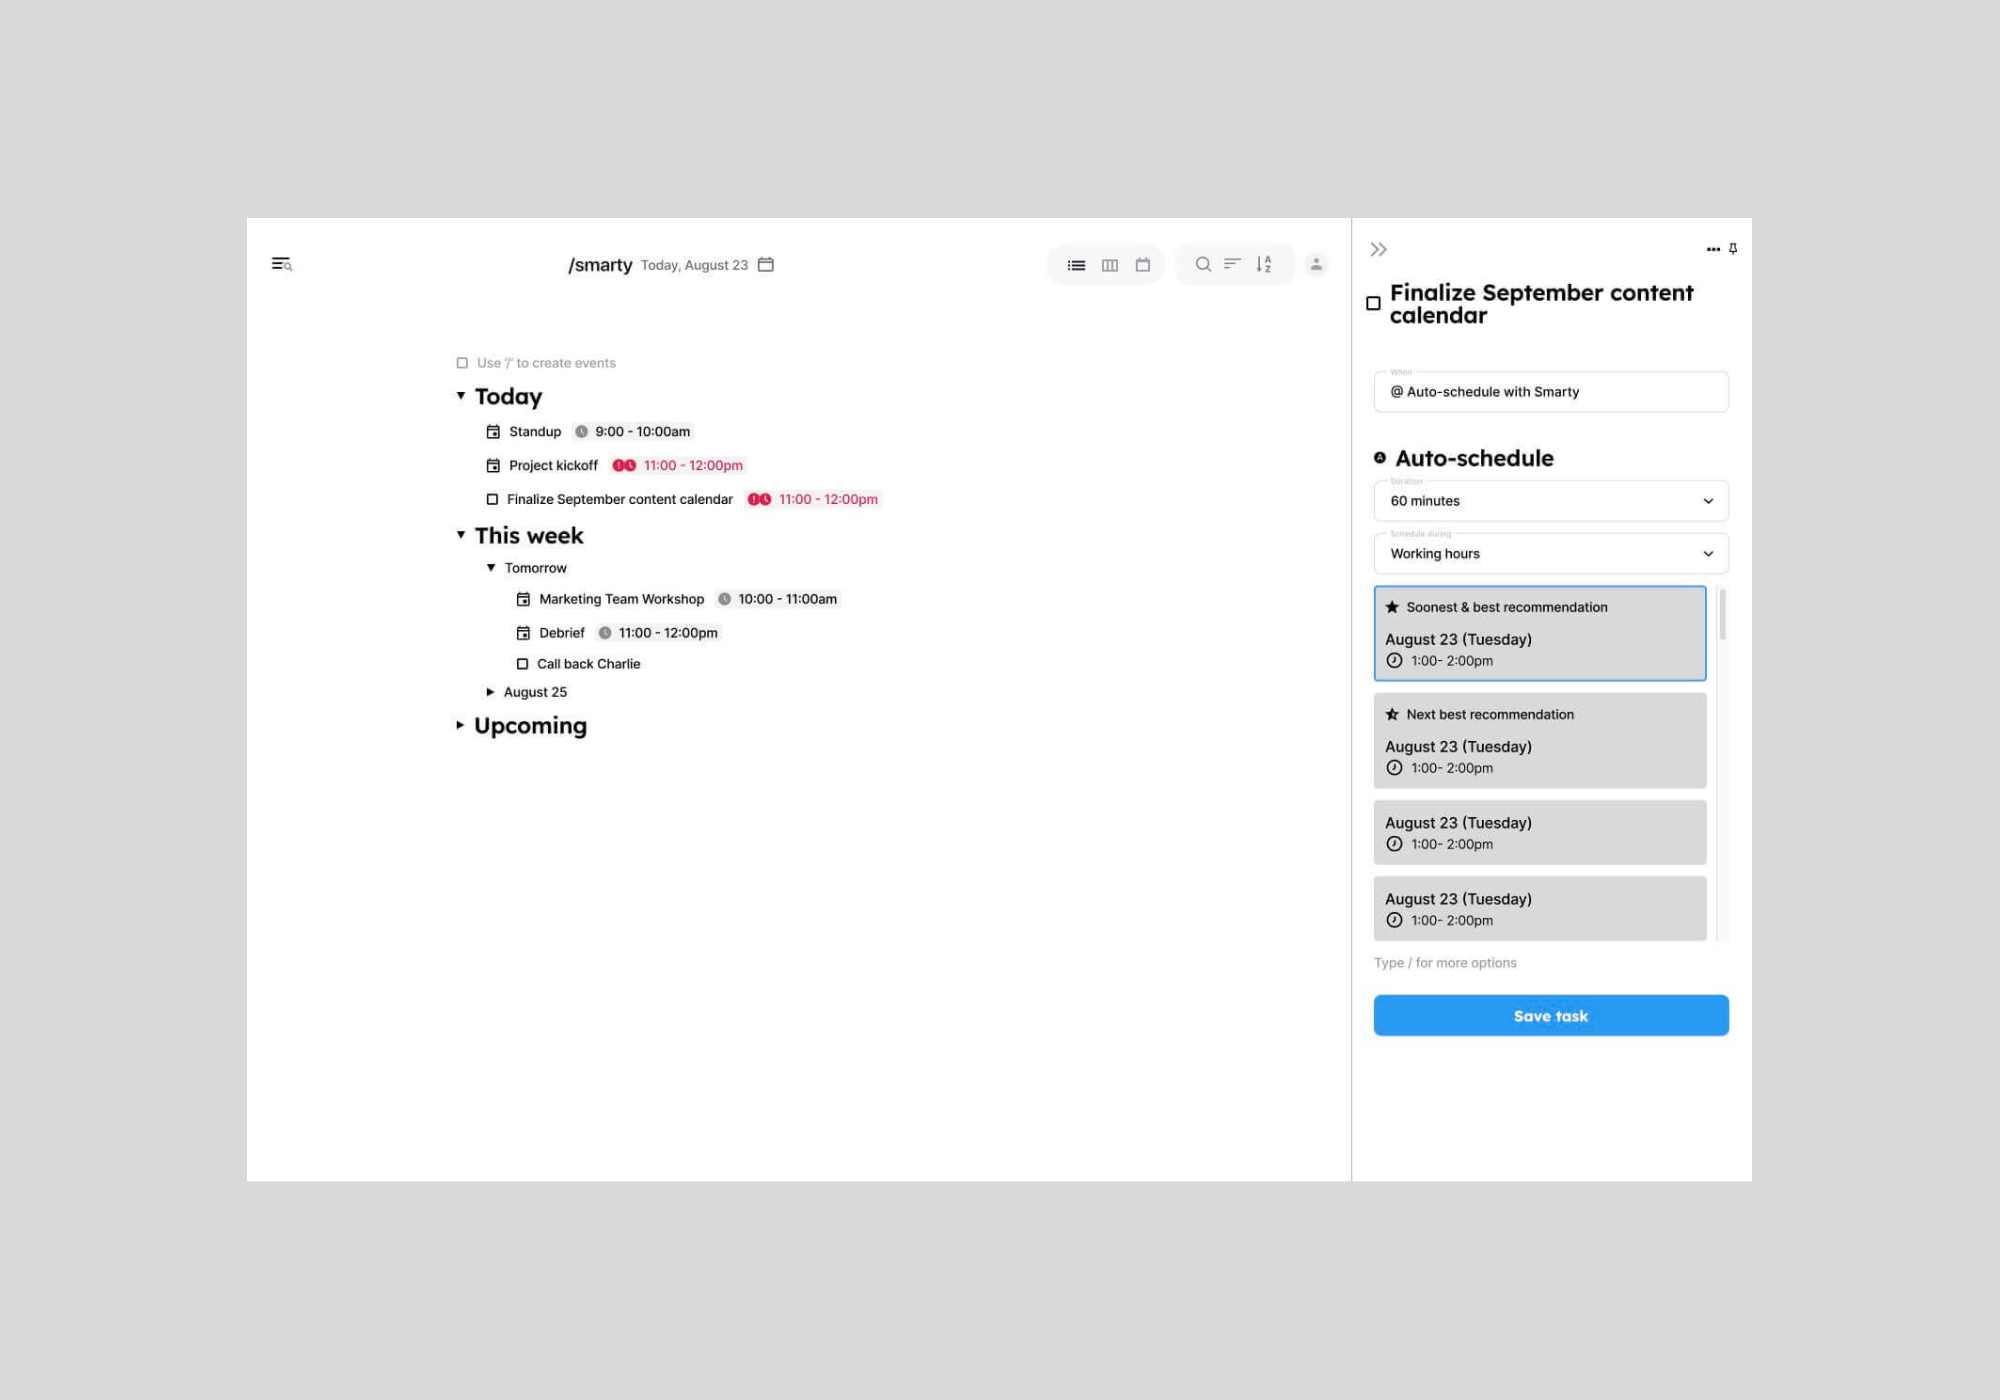 /smarty Today, August 23
Use '/' to create events
Today
Standup 9:00 - 10:00am
Project kickoff 11:00 - 12:00pm
Finalize September content calendar 11:00 - 12:00pm
This week
Tomorrow
Marketing Team Workshop 10:00 - 11:00am
Debrief 11:00 - 12:00pm
Call back Charlie
August 25
Upcoming
Finalize September content
calendar
When
@ Auto-schedule with Smarty
Auto-schedule
Duration
60 minutes
Schedule during
Working hours
Soonest & best recommendation
August 23 (Tuesday)
1:00- 2:00pm
Next best recommendation
August 23 (Tuesday)
1:00- 2:00pm
August 23 (Tuesday)
1:00- 2:00pm
August 23 (Tuesday)
1:00- 2:00pm
Type / for more options
Save task